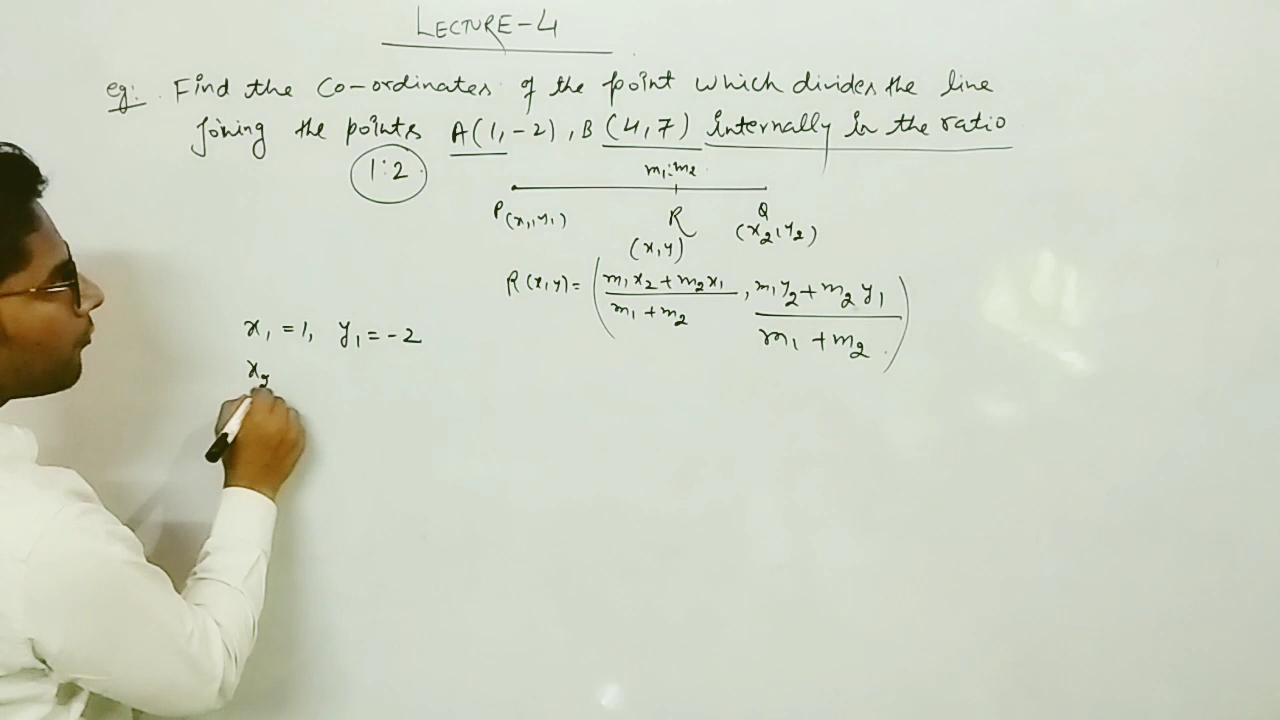 LECTURE-4
eg: Find the Co-ordinates of the point which divides the line
joining the points A(1,-2), B(4,7) internally in the ratio
1:2.
m₁:m₂
P(x₁,y₁) R (x,y) Q (x₂,y₂)
R(x,y) = (m₁x₂+m₂x₁ / m₁+m₂ , m₁y₂+m₂y₁ / m₁+m₂)
x₁=1, y₁=-2
x₂